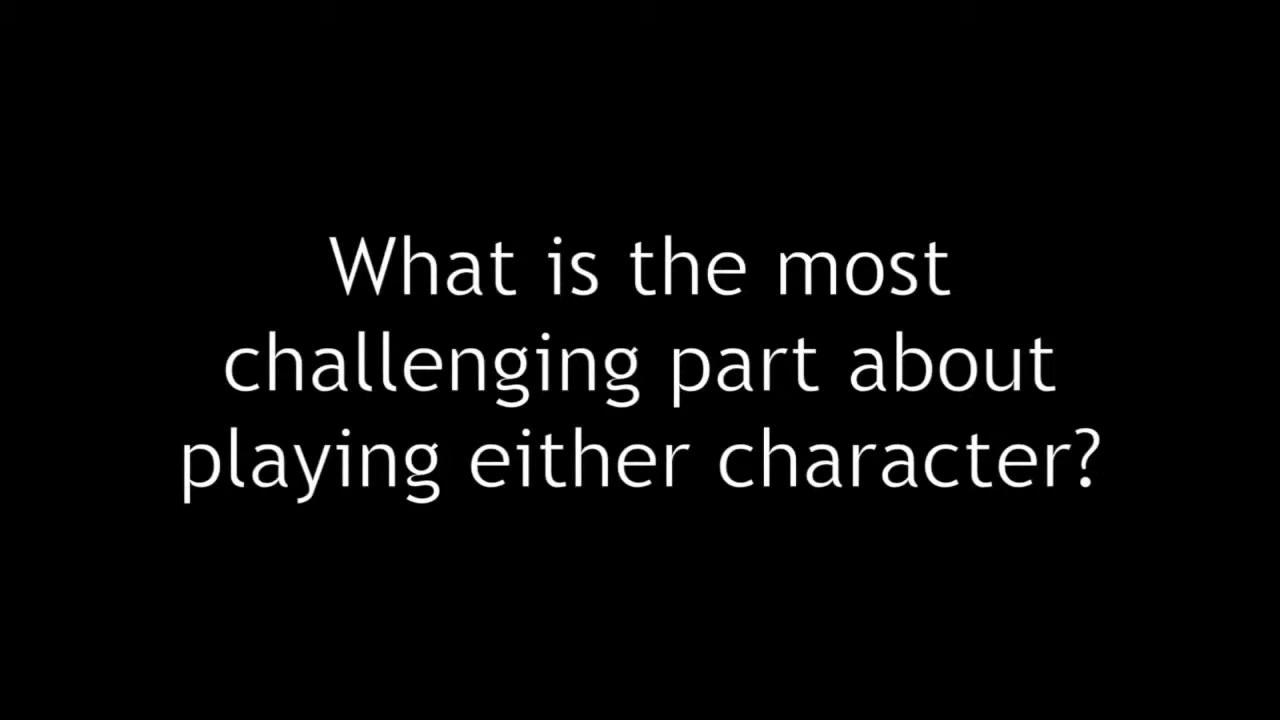 What is the most
challenging part about
playing either character?